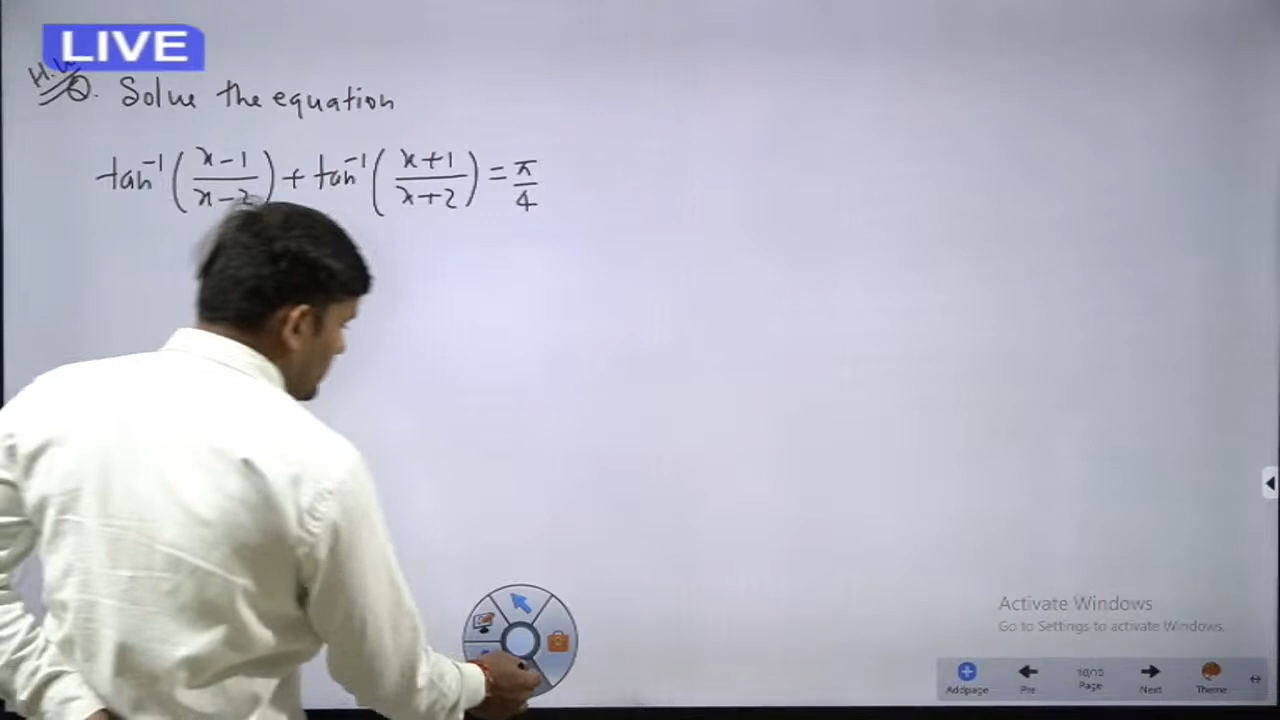 LIVE
H.W
Q. Solve the equation
tan⁻¹(x-1/x-2) + tan⁻¹(x+1/x+2) = π/4
Activate Windows
Go to Settings to activate Windows.
Addpage
Pre
10/10
Page
Next
Theme